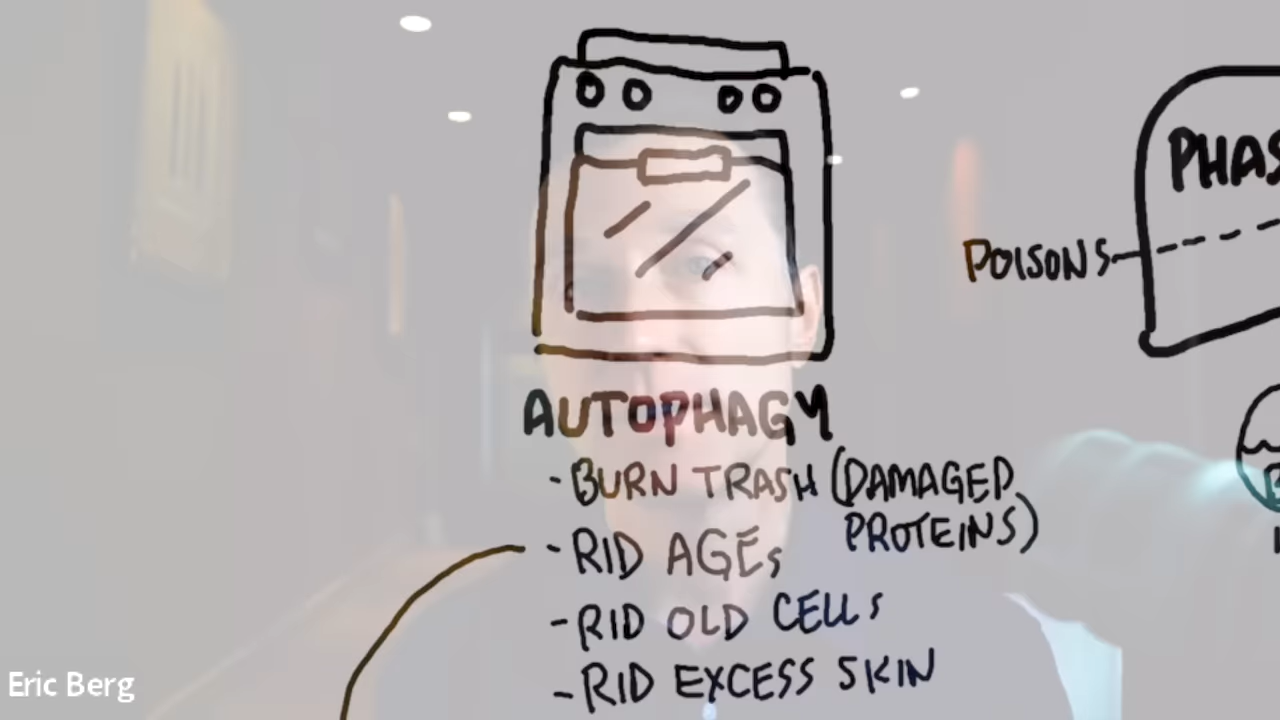 PHAS
POISONS
AUTOPHAGY
- BURN TRASH (DAMAGED
PROTEINS)
- RID AGEs
- RID OLD CELLS
- RID EXCESS SKIN
Eric Berg